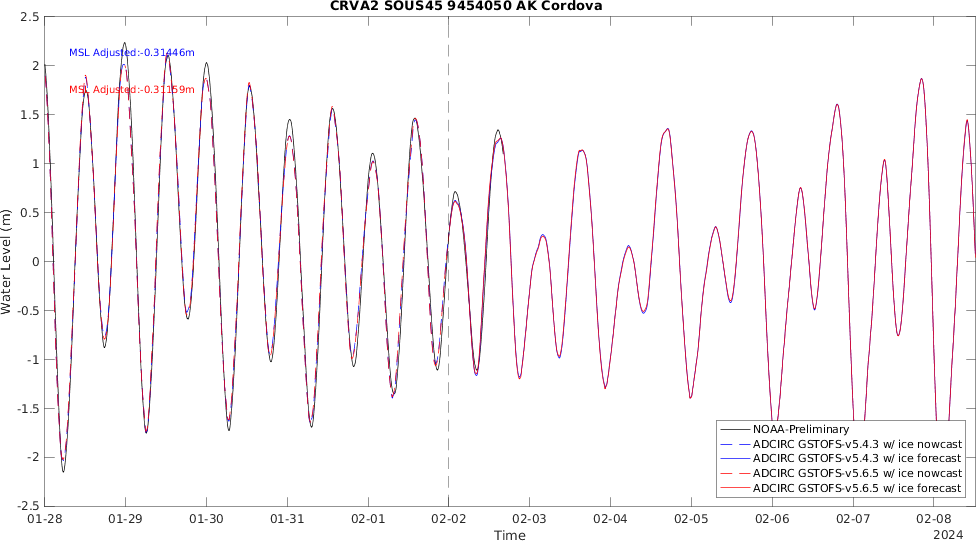 CRVA2 SOUS45 9454050 AK Cordova
MSL Adjusted:-0.31446m
MSL Adjusted:-0.31159m
Water Level (m)
2.5
2
1.5
1
0.5
0
-0.5
-1
-1.5
-2
-2.5
NOAA-Preliminary
ADCIRC GSTOFS-v5.4.3 w/ ice nowcast
ADCIRC GSTOFS-v5.4.3 w/ ice forecast
ADCIRC GSTOFS-v5.6.5 w/ ice nowcast
ADCIRC GSTOFS-v5.6.5 w/ ice forecast
01-28 01-29 01-30 01-31 02-01 02-02 02-03 02-04 02-05 02-06 02-07 02-08
Time
2024